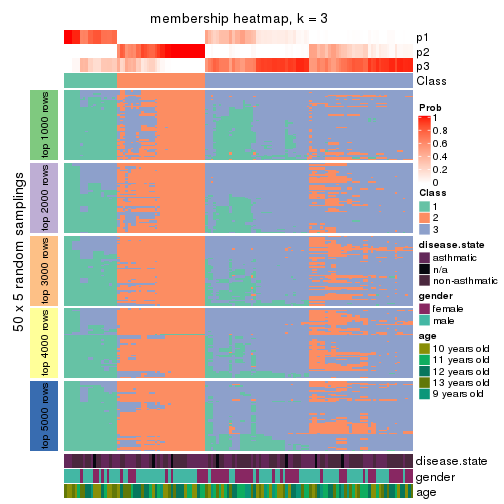 membership heatmap, k = 3
p1
p2
p3
Class
50 x 5 random samplings
top 1000 rows
top 2000 rows
top 3000 rows
top 4000 rows
top 5000 rows
disease.state
gender
age
Prob
1
0.8
0.6
0.4
0.2
0
Class
1
2
3
disease.state
asthmatic
n/a
non-asthmatic
gender
female
male
age
10 years old
11 years old
12 years old
13 years old
9 years old